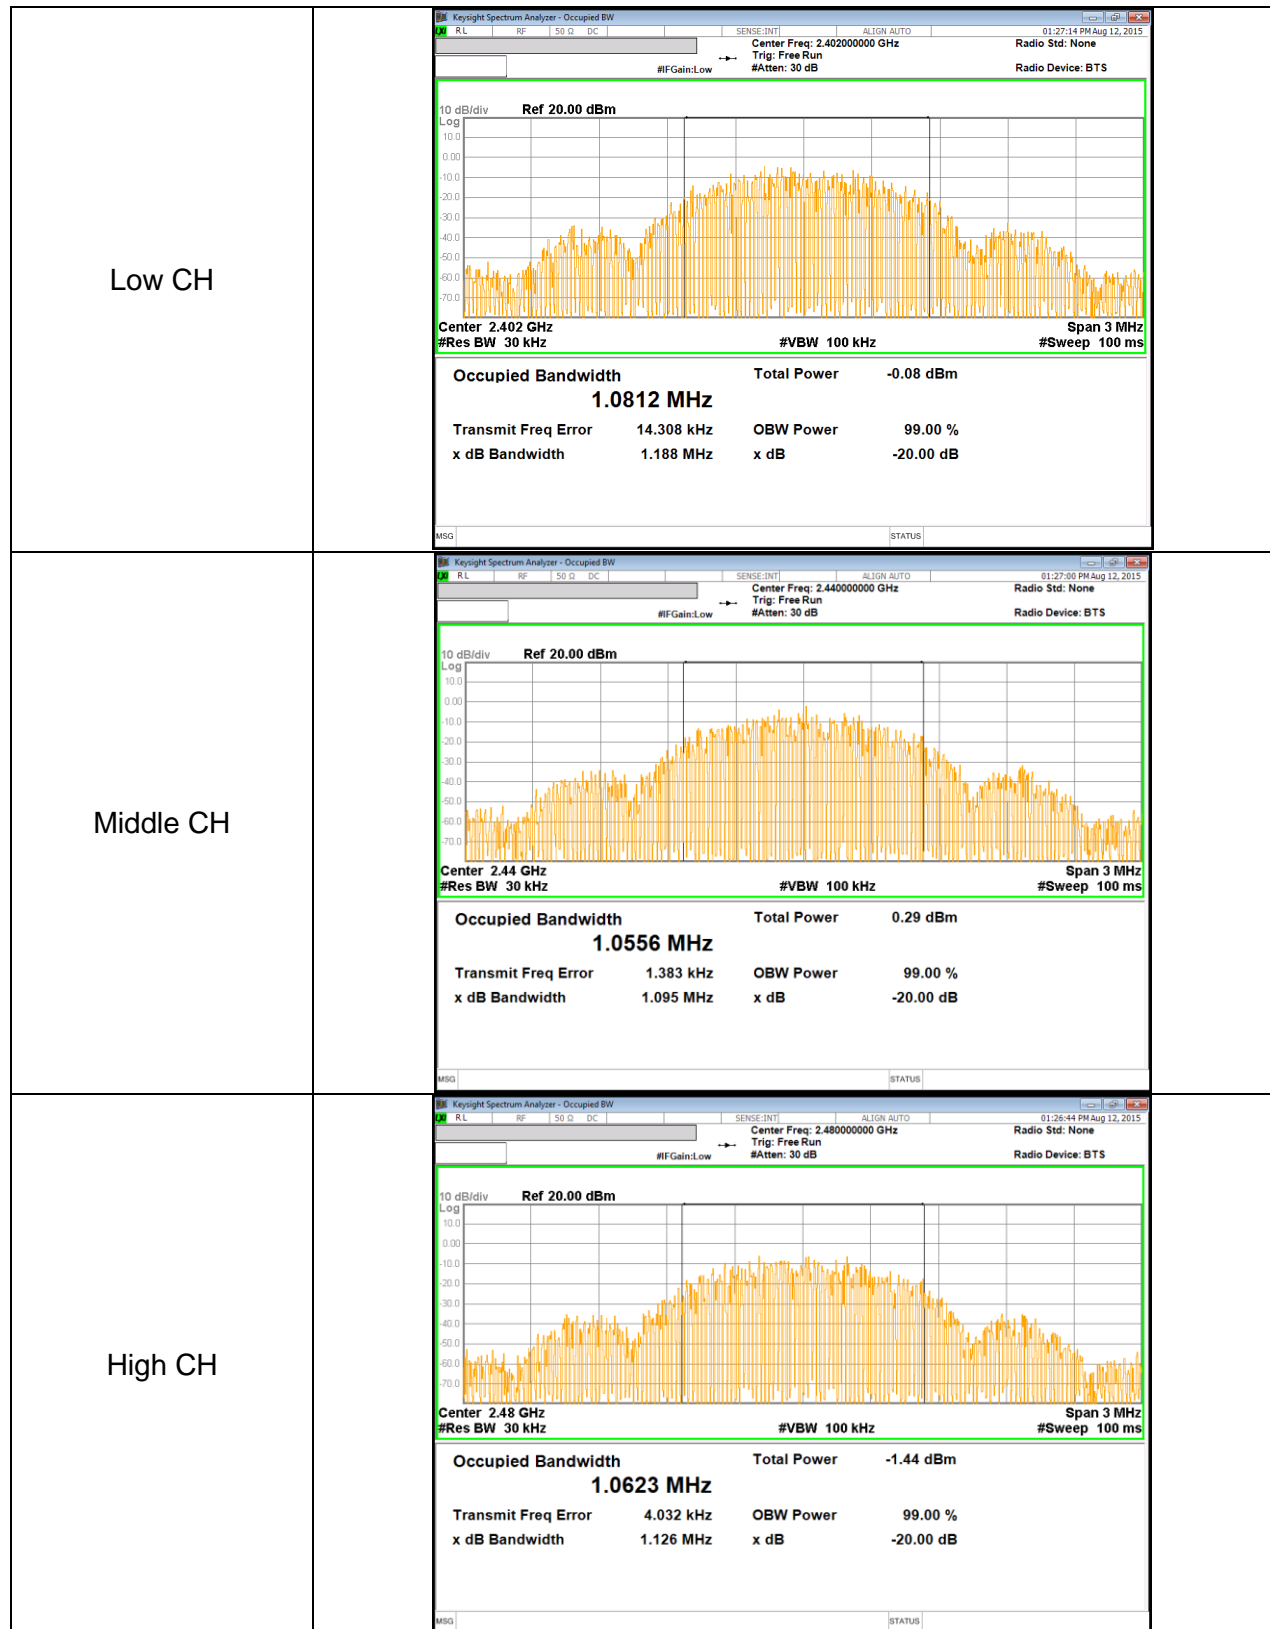 Low CH
Keysight Spectrum Analyzer - Occupied BW
LXI RL RF 50 Ω DC SENSE:INT ALIGN AUTO 01:27:14 PM Aug 12, 2015
Center Freq: 2.402000000 GHz Radio Std: None
Trig: Free Run
#IFGain:Low #Atten: 30 dB Radio Device: BTS
10 dB/div Ref 20.00 dBm
Log
10.0
0.00
-10.0
-20.0
-30.0
-40.0
-50.0
-60.0
-70.0
Center 2.402 GHz Span 3 MHz
#Res BW 30 kHz #VBW 100 kHz #Sweep 100 ms
Occupied Bandwidth Total Power -0.08 dBm
1.0812 MHz
Transmit Freq Error 14.308 kHz OBW Power 99.00 %
x dB Bandwidth 1.188 MHz x dB -20.00 dB
MSG STATUS
Middle CH
Keysight Spectrum Analyzer - Occupied BW
LXI RL RF 50 Ω DC SENSE:INT ALIGN AUTO 01:27:00 PM Aug 12, 2015
Center Freq: 2.440000000 GHz Radio Std: None
Trig: Free Run
#IFGain:Low #Atten: 30 dB Radio Device: BTS
10 dB/div Ref 20.00 dBm
Log
10.0
0.00
-10.0
-20.0
-30.0
-40.0
-50.0
-60.0
-70.0
Center 2.44 GHz Span 3 MHz
#Res BW 30 kHz #VBW 100 kHz #Sweep 100 ms
Occupied Bandwidth Total Power 0.29 dBm
1.0556 MHz
Transmit Freq Error 1.383 kHz OBW Power 99.00 %
x dB Bandwidth 1.095 MHz x dB -20.00 dB
MSG STATUS
High CH
Keysight Spectrum Analyzer - Occupied BW
LXI RL RF 50 Ω DC SENSE:INT ALIGN AUTO 01:26:44 PM Aug 12, 2015
Center Freq: 2.480000000 GHz Radio Std: None
Trig: Free Run
#IFGain:Low #Atten: 30 dB Radio Device: BTS
10 dB/div Ref 20.00 dBm
Log
10.0
0.00
-10.0
-20.0
-30.0
-40.0
-50.0
-60.0
-70.0
Center 2.48 GHz Span 3 MHz
#Res BW 30 kHz #VBW 100 kHz #Sweep 100 ms
Occupied Bandwidth Total Power -1.44 dBm
1.0623 MHz
Transmit Freq Error 4.032 kHz OBW Power 99.00 %
x dB Bandwidth 1.126 MHz x dB -20.00 dB
MSG STATUS